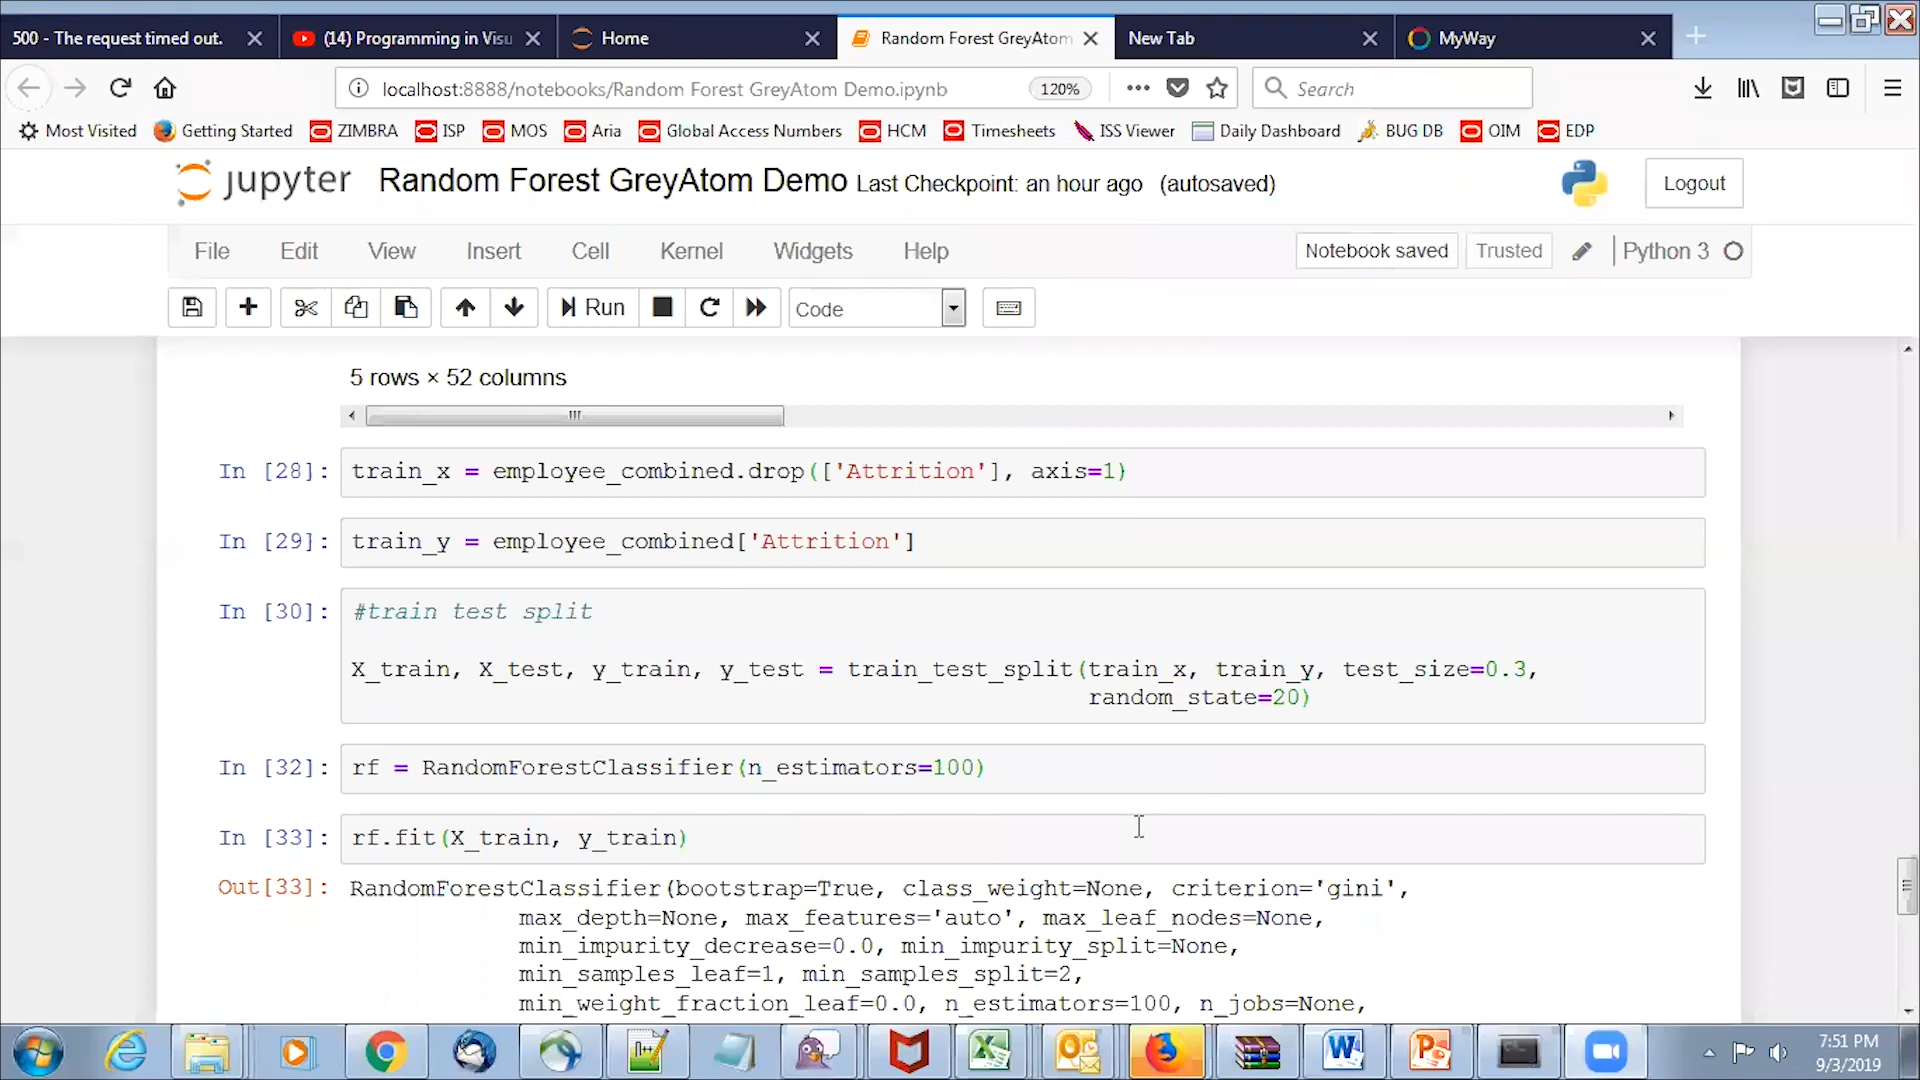 500 - The request timed out.
(14) Programming in Visu
Home
Random Forest GreyAtom
New Tab
MyWay
localhost:8888/notebooks/Random Forest GreyAtom Demo.ipynb
120%
Search
Most Visited
Getting Started
ZIMBRA
ISP
MOS
Aria
Global Access Numbers
HCM
Timesheets
ISS Viewer
Daily Dashboard
BUG DB
OIM
EDP
jupyter
Random Forest GreyAtom Demo Last Checkpoint: an hour ago (autosaved)
Logout
File
Edit
View
Insert
Cell
Kernel
Widgets
Help
Notebook saved
Trusted
Python 3
Run
Code
5 rows × 52 columns
In [28]: train_x = employee_combined.drop(['Attrition'], axis=1)
In [29]: train_y = employee_combined['Attrition']
In [30]: #train test split
X_train, X_test, y_train, y_test = train_test_split(train_x, train_y, test_size=0.3,
random_state=20)
In [32]: rf = RandomForestClassifier(n_estimators=100)
In [33]: rf.fit(X_train, y_train)
Out[33]: RandomForestClassifier(bootstrap=True, class_weight=None, criterion='gini',
max_depth=None, max_features='auto', max_leaf_nodes=None,
min_impurity_decrease=0.0, min_impurity_split=None,
min_samples_leaf=1, min_samples_split=2,
min_weight_fraction_leaf=0.0, n_estimators=100, n_jobs=None,
7:51 PM
9/3/2019